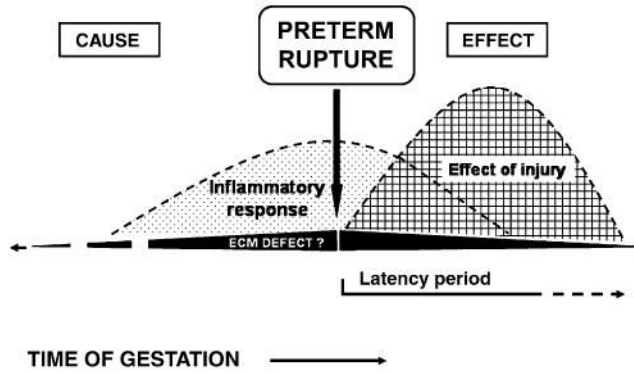 CAUSE
PRETERM
RUPTURE
EFFECT
Inflammatory
response
Effect of injury
ECM DEFECT ?
Latency period
TIME OF GESTATION